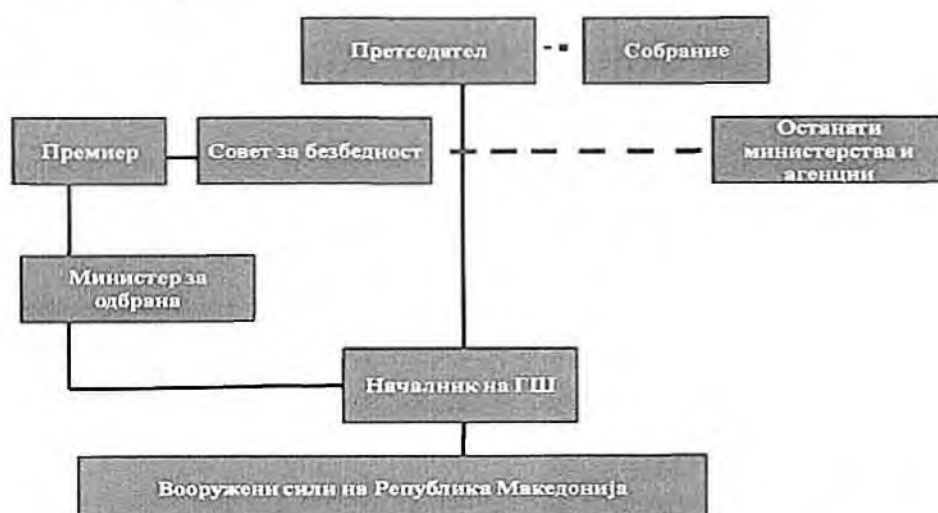 Претседател
Собрание
Премиер
Совет за безбедност
Останати
министерства и
агенции
Министер за
одбрана
Началник на ГШ
Вооружени сили на Република Македонија